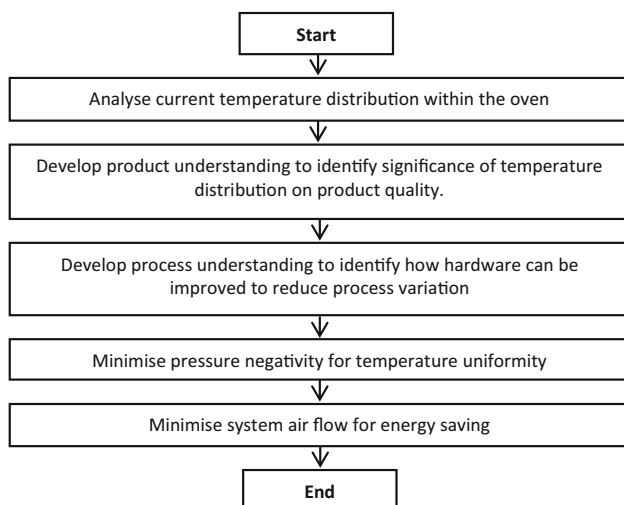 Start
Analyse current temperature distribution within the oven
Develop product understanding to identify significance of temperature
distribution on product quality.
Develop process understanding to identify how hardware can be
improved to reduce process variation
Minimise pressure negativity for temperature uniformity
Minimise system air flow for energy saving
End